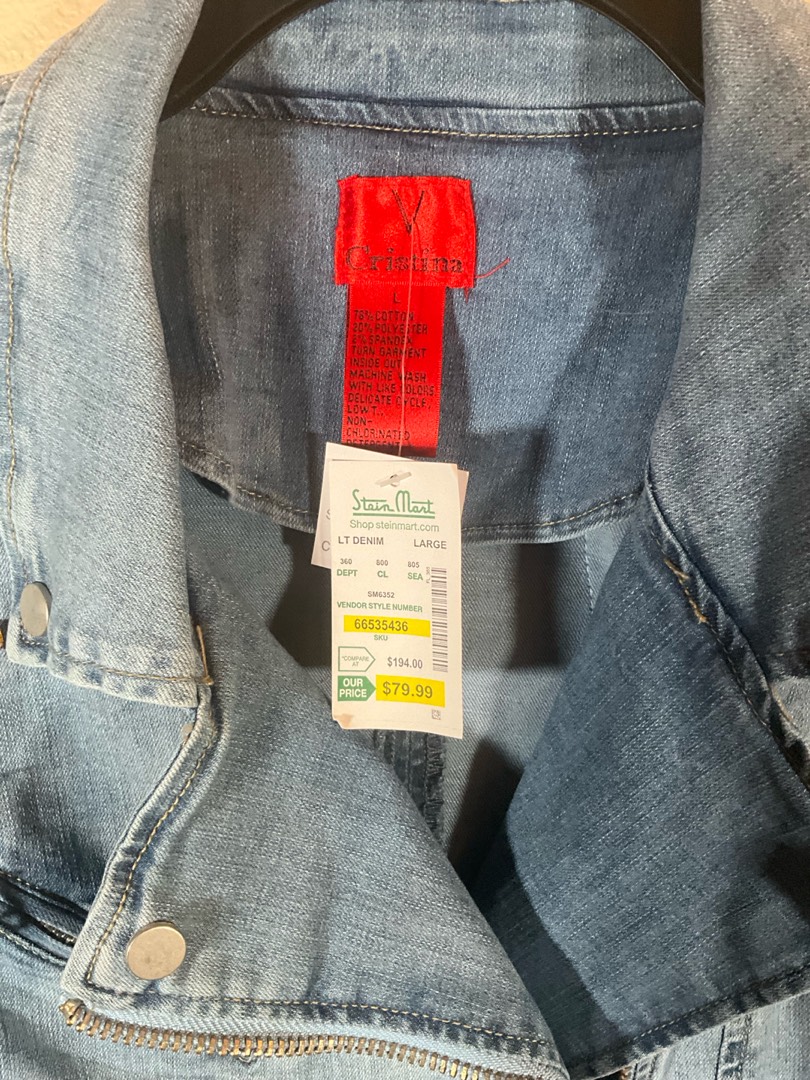 V
Cristina
L
76% COTTON
20% POLYESTER
TURN GARMENT
INSIDE OUT
MACHINE WASH
WITH LIKE COLORS
DELICATE CYCLE.
NON-
CHLORINATED
Stein Mart
Shop steinmart.com
LT DENIM LARGE
360 800 805
DEPT CL SEA
SM6352
VENDOR STYLE NUMBER
66535436
SKU
*COMPARE
AT
$194.00
OUR
PRICE
$79.99